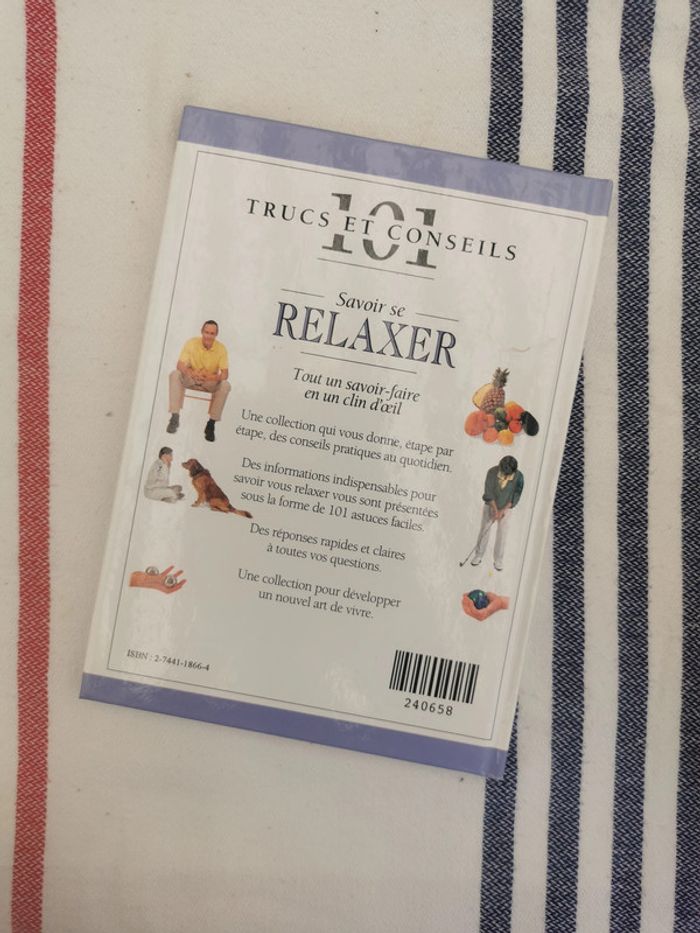 101
TRUCS ET CONSEILS
Savoir se
RELAXER
Tout un savoir-faire
en un clin d'œil
Une collection qui vous donne, étape par
étape, des conseils pratiques au quotidien.
Des informations indispensables pour
savoir vous relaxer vous sont présentées
sous la forme de 101 astuces faciles.
Des réponses rapides et claires
à toutes vos questions.
Une collection pour développer
un nouvel art de vivre.
ISBN : 2-7441-1866-4
240658